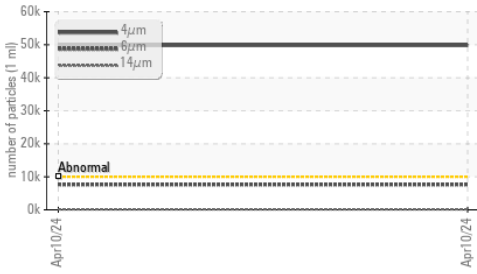 60k
50k
40k
30k
20k
10k
0k
number of particles (1 ml)
4μm
6μm
14μm
Abnormal
Apr10/24
Apr10/24